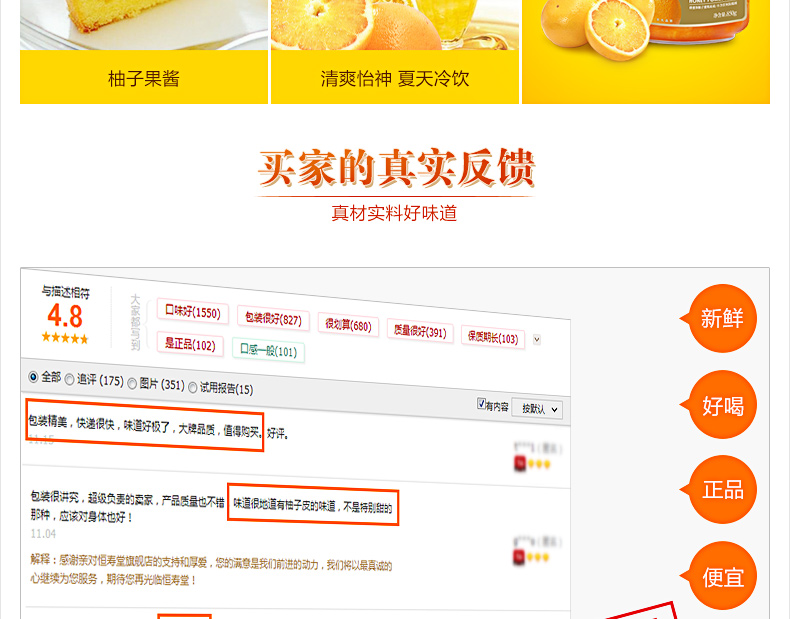 柚子果酱
清爽怡神 夏天冷饮
850g
买家的真实反馈
真材实料好味道
与描述相符
4.8
大家都写到
口味好(1550)
包装很好(827)
很划算(680)
质量很好(391)
保质期长(103)
是正品(102)
口感一般(101)
全部
追评 (175)
图片 (351)
试用报告(15)
有内容
按默认
包装精美，快递很快，味道好极了，大牌品质，值得购买。好评。
11.15
包装很讲究，超级负责的卖家，产品质量也不错 味道很地道有柚子皮的味道，不是特别甜的
那种，应该对身体也好！
11.04
解释：感谢亲对恒寿堂旗舰店的支持和厚爱，您的满意是我们前进的动力，我们将以最真诚的
心继续为您服务，期待您再光临恒寿堂！
新鲜
好喝
正品
便宜